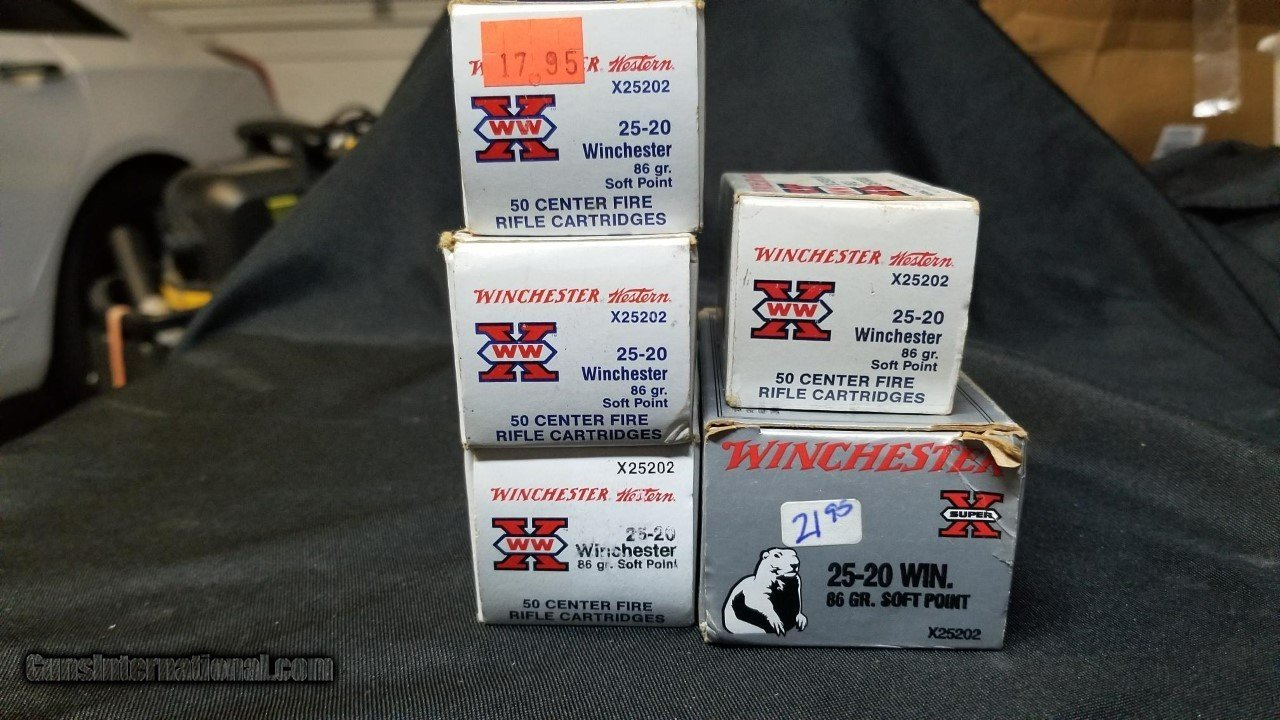 17.95
R Western
X25202
WW
25-20
Winchester
86 gr.
Soft Point
50 CENTER FIRE
RIFLE CARTRIDGES
WINCHESTER Western
X25202
WW
25-20
Winchester
86 gr.
Soft Point
50 CENTER FIRE
RIFLE CARTRIDGES
X25202
WINCHESTER Western
WW
25-20
Winchester
86 gr. Soft Point
50 CENTER FIRE
RIFLE CARTRIDGES
WINCHESTER Western
X25202
WW
25-20
Winchester
86 gr.
Soft Point
50 CENTER FIRE
RIFLE CARTRIDGES
WINCHESTER
X
SUPER
21 95
25-20 WIN.
86 GR. SOFT POINT
X25202
GunsInternational.com